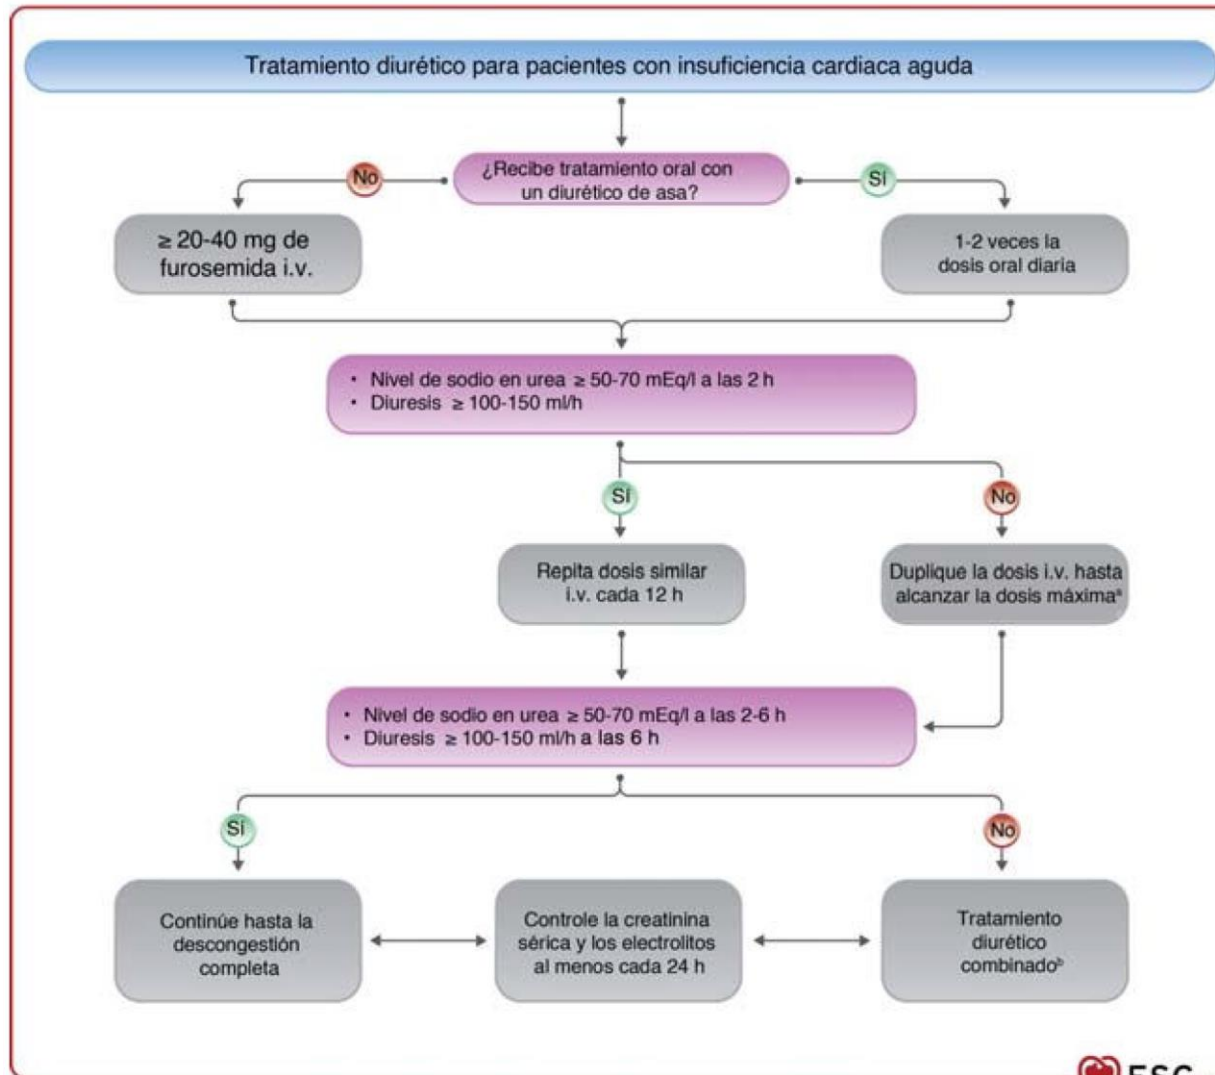 Tratamiento diurético para pacientes con insuficiencia cardiaca aguda
¿Recibe tratamiento oral con
un diurético de asa?
No
Sí
≥ 20-40 mg de
furosemida i.v.
1-2 veces la
dosis oral diaria
• Nivel de sodio en urea ≥ 50-70 mEq/l a las 2 h
• Diuresis ≥ 100-150 ml/h
Sí
No
Repita dosis similar
i.v. cada 12 h
Duplique la dosis i.v. hasta
alcanzar la dosis máximaª
• Nivel de sodio en urea ≥ 50-70 mEq/l a las 2-6 h
• Diuresis ≥ 100-150 ml/h a las 6 h
Sí
No
Continúe hasta la
descongestión
completa
Controle la creatinina
sérica y los electrolitos
al menos cada 24 h
Tratamiento
diurético
combinadoᵇ
ESC